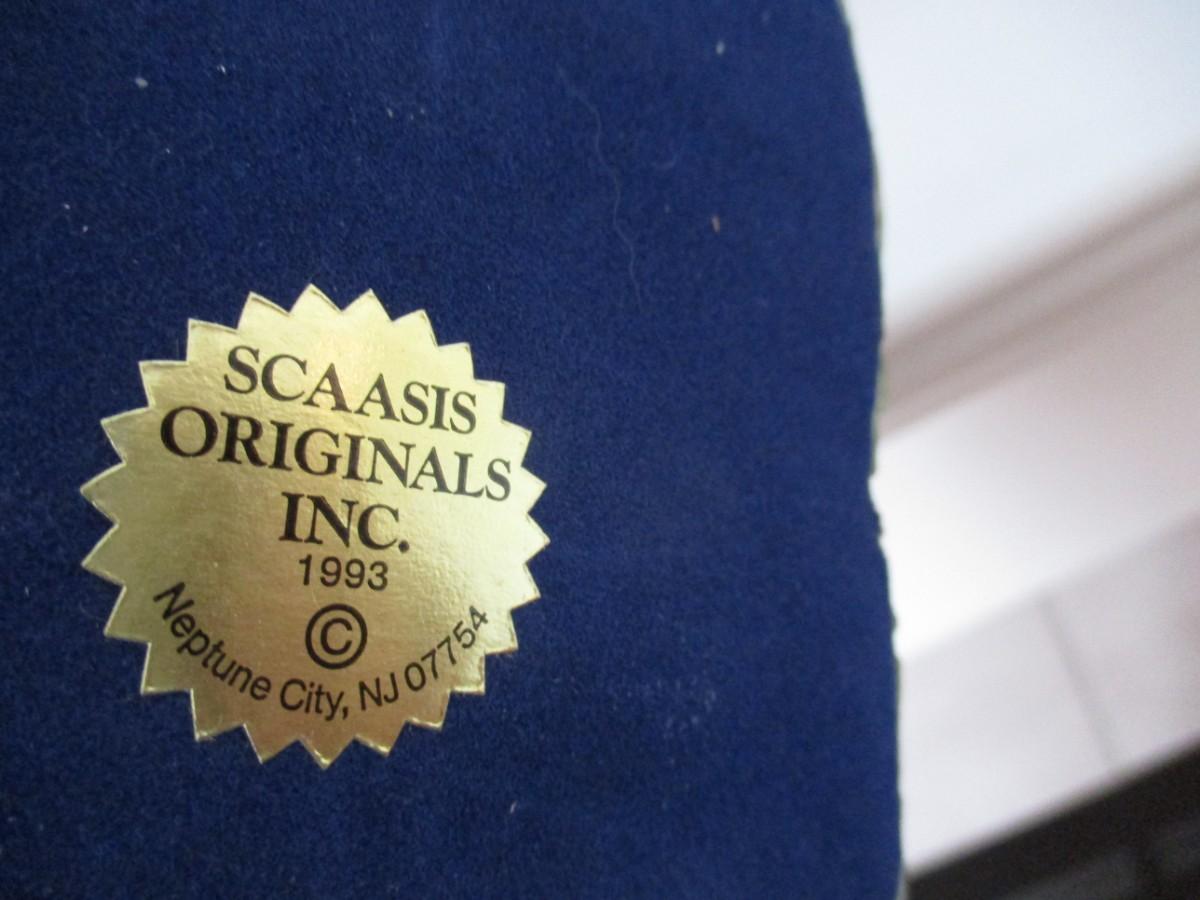 SCAASIS
ORIGINALS
INC.
1993
©
Neptune City, NJ 07754